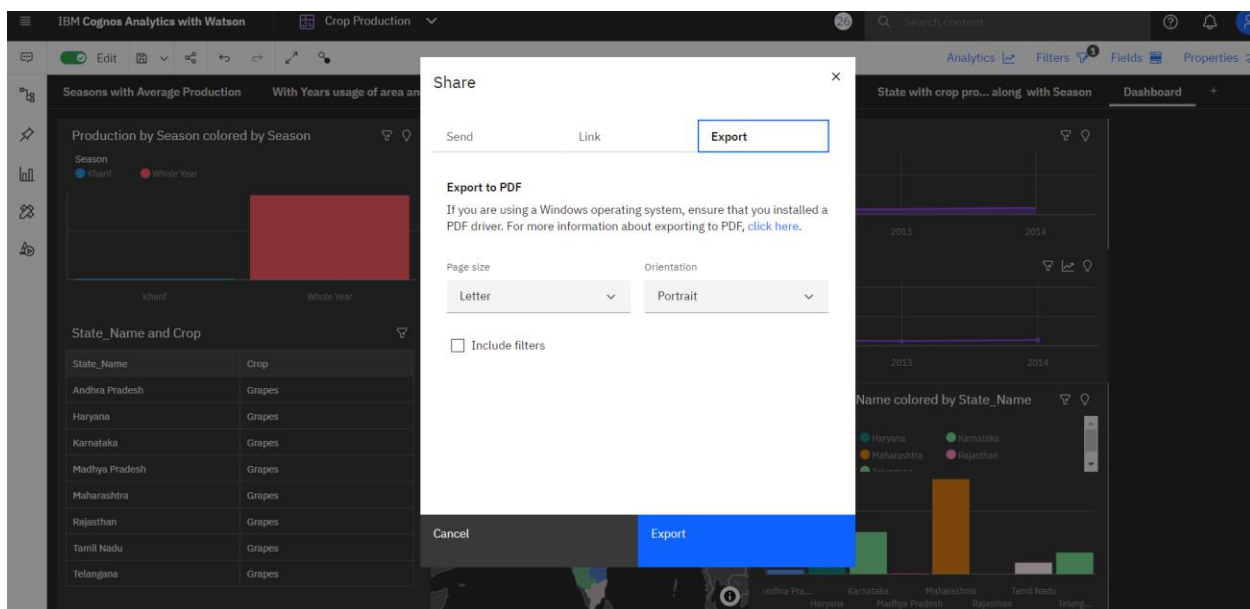 IBM Cognos Analytics with Watson
Crop Production
26
Search content
Edit
Analytics
Filters
1
Fields
Properties
Seasons with Average Production
With Years usage of area an
State with crop pro... along with Season
Dashboard
+
Production by Season colored by Season
Season
Kharif
Whole Year
Kharif
Whole Year
State_Name and Crop
State_Name
Crop
Andhra Pradesh
Grapes
Haryana
Grapes
Karnataka
Grapes
Madhya Pradesh
Grapes
Maharashtra
Grapes
Rajasthan
Grapes
Tamil Nadu
Grapes
Telangana
Grapes
Share
Send
Link
Export
Export to PDF
If you are using a Windows operating system, ensure that you installed a
PDF driver. For more information about exporting to PDF, click here.
Page size
Orientation
Letter
Portrait
Include filters
Cancel
Export
2013
2014
2013
2014
Name colored by State_Name
Haryana
Karnataka
Maharashtra
Rajasthan
Telangana
Andhra Pra...
Karnataka
Maharashtra
Tamil Nadu
Haryana
Madhya Pradesh
Rajasthan
Telang...